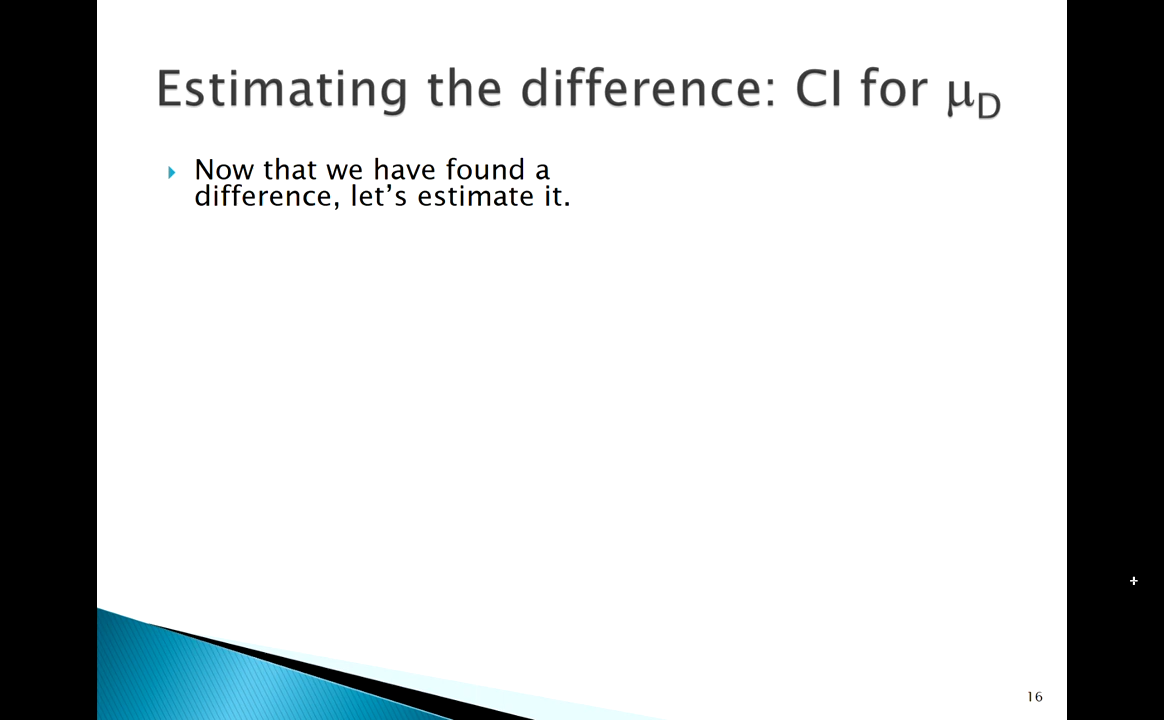 Estimating the difference: CI for μD
Now that we have found a
difference, let’s estimate it.
16